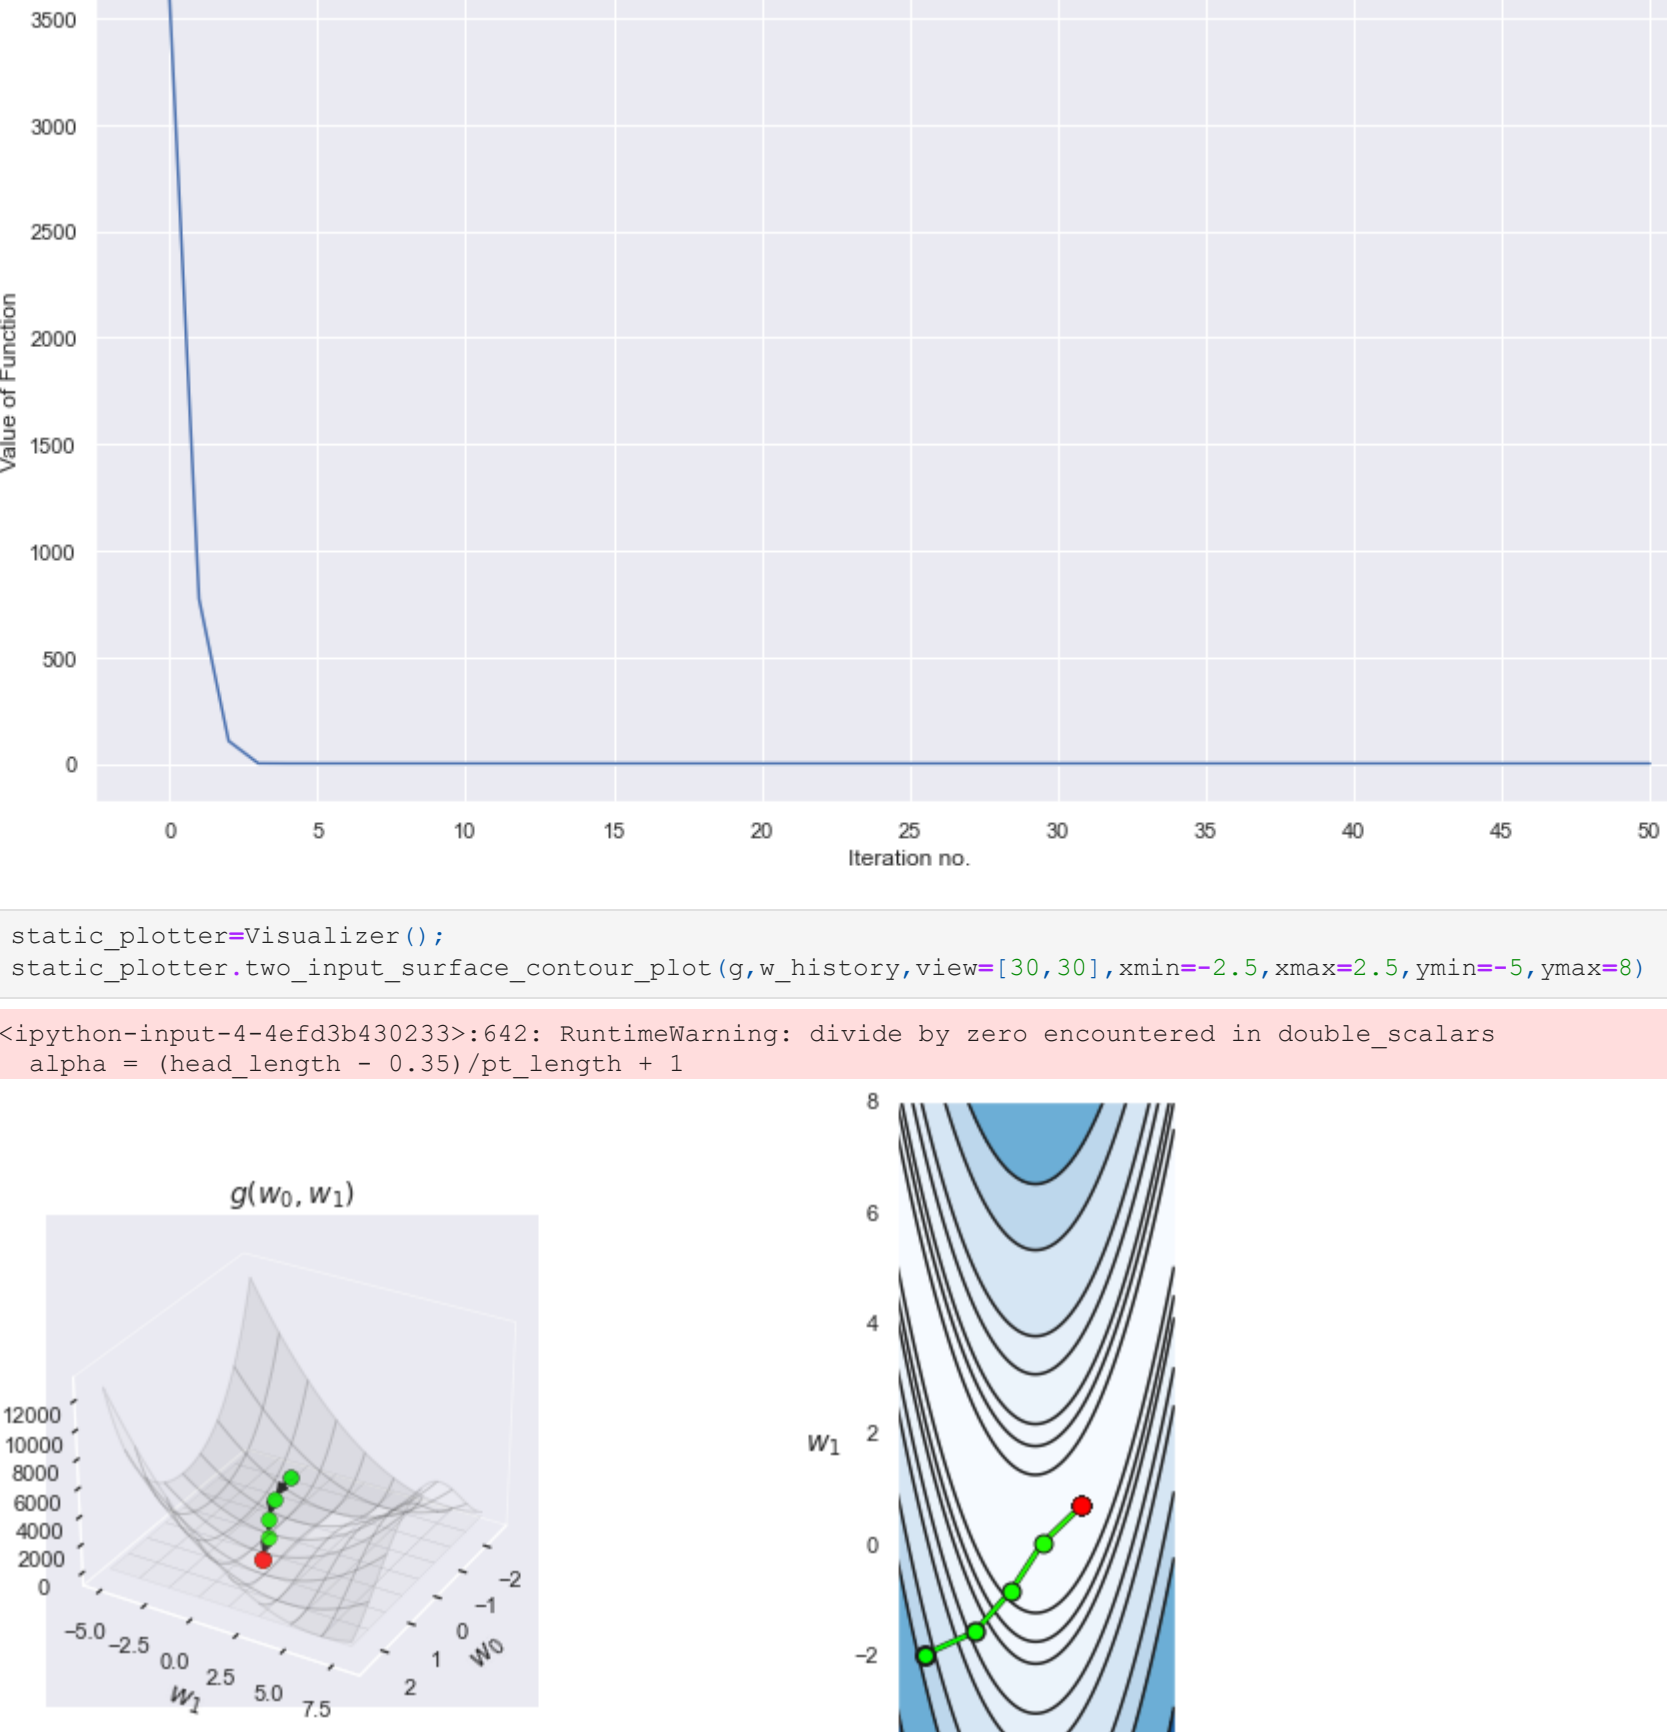 3500
3000
2500
2000
1500
1000
500
0
Value of Function
0 5 10 15 20 25 30 35 40 45 50
Iteration no.
static_plotter=Visualizer();
static_plotter.two_input_surface_contour_plot(g,w_history,view=[30,30],xmin=-2.5,xmax=2.5,ymin=-5,ymax=8)
<ipython-input-4-4efd3b430233>:642: RuntimeWarning: divide by zero encountered in double_scalars
alpha = (head_length - 0.35)/pt_length + 1
g(w₀, w₁)
12000
10000
8000
6000
4000
2000
0
−5.0 −2.5 0.0 2.5 5.0 7.5
w₁
−2
−1
0
1
2
w₀
8
6
4
2
0
−2
w₁